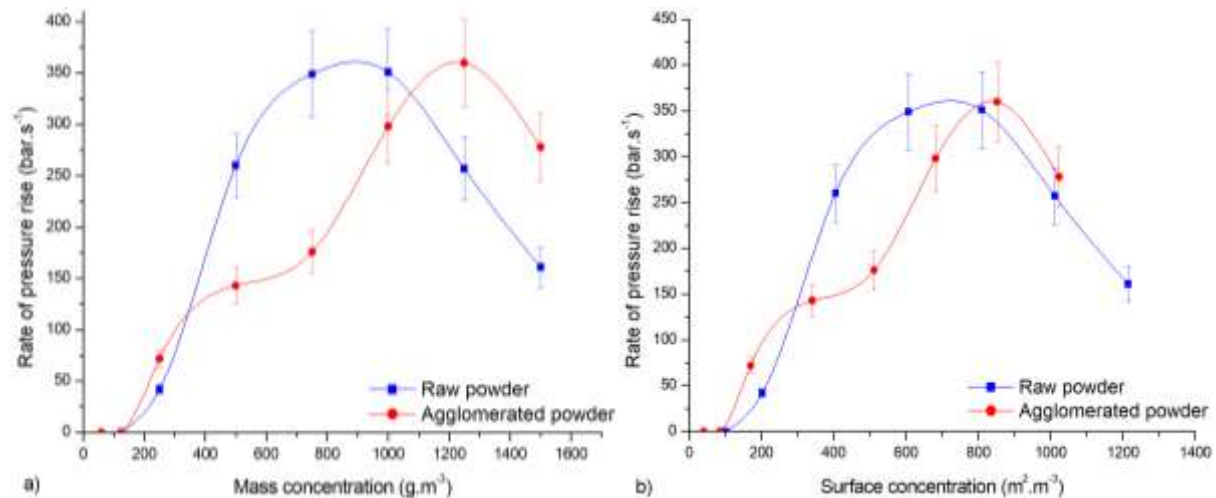 400
350
300
250
200
150
100
50
0
Rate of pressure rise (bar.s⁻¹)
Raw powder
Agglomerated powder
0 200 400 600 800 1000 1200 1400 1600
a) Mass concentration (g.m⁻³)
450
400
350
300
250
200
150
100
50
0
Rate of pressure rise (bar.s⁻¹)
Raw powder
Agglomerated powder
0 200 400 600 800 1000 1200 1400
b) Surface concentration (m².m⁻³)